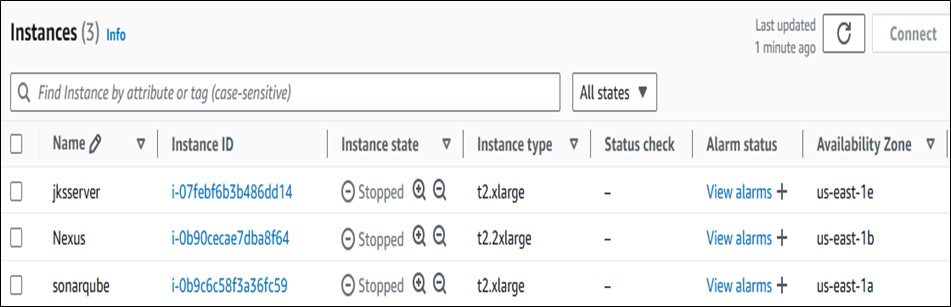 Instances (3) Info
Last updated
1 minute ago
Connect
Find Instance by attribute or tag (case-sensitive)
All states
Name Instance ID Instance state Instance type Status check Alarm status Availability Zone
jksserver i-07febf6b3b486dd14 Stopped t2.xlarge – View alarms + us-east-1e
Nexus i-0b90cecae7dba8f64 Stopped t2.2xlarge – View alarms + us-east-1b
sonarqube i-0b9c6c58f3a36fc59 Stopped t2.xlarge – View alarms + us-east-1a